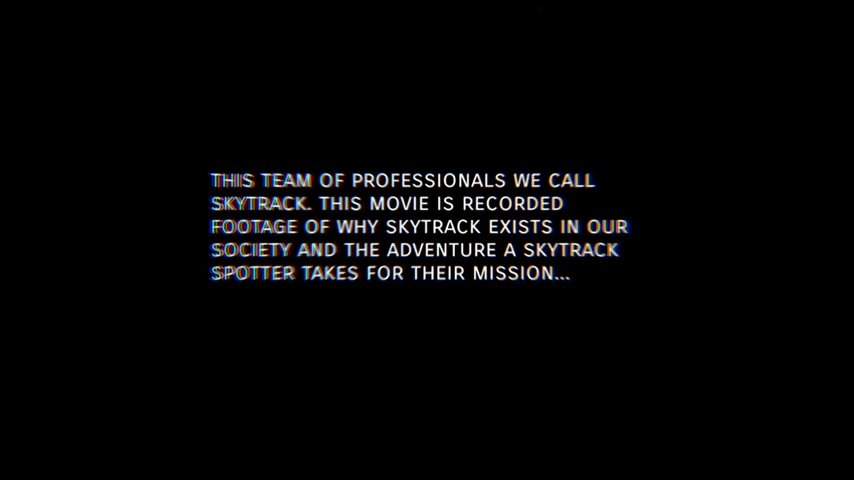 THIS TEAM OF PROFESSIONALS WE CALL
SKYTRACK. THIS MOVIE IS RECORDED
FOOTAGE OF WHY SKYTRACK EXISTS IN OUR
SOCIETY AND THE ADVENTURE A SKYTRACK
SPOTTER TAKES FOR THEIR MISSION...